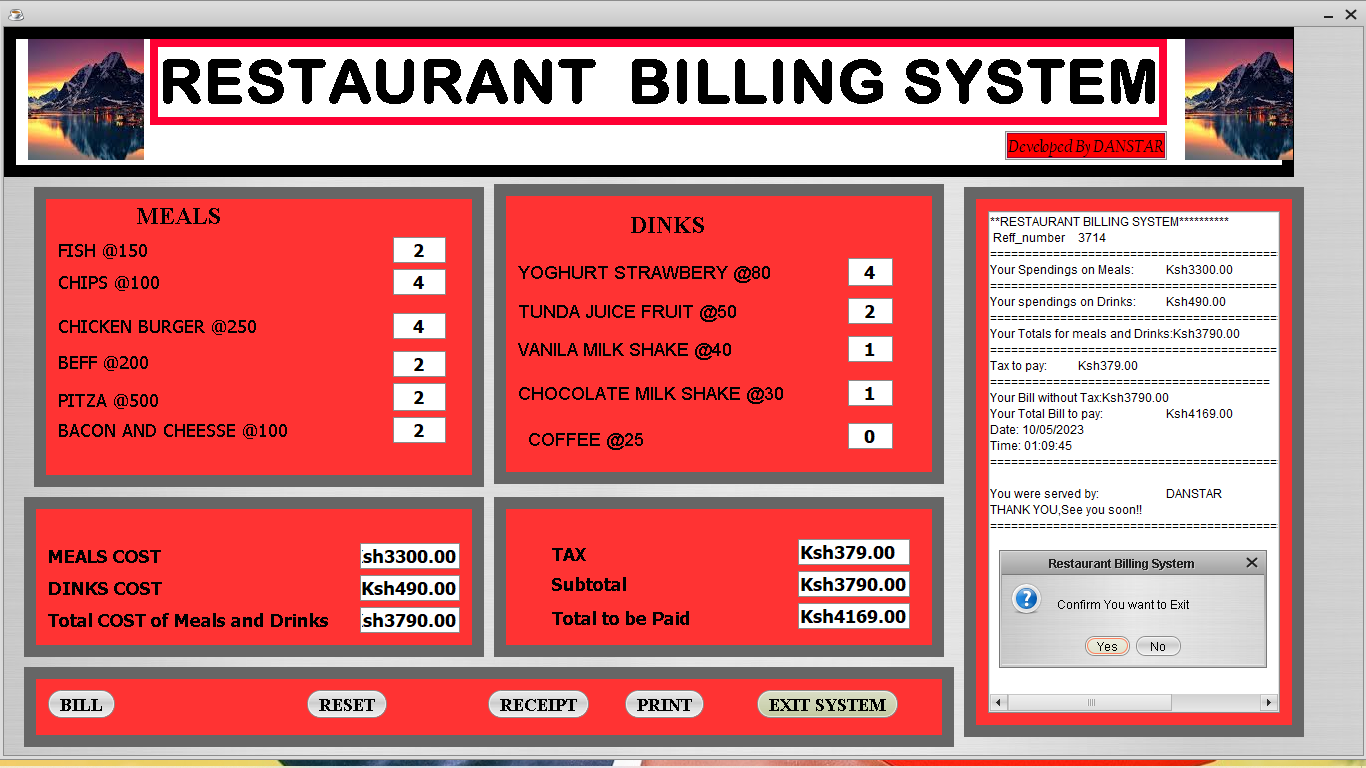 RESTAURANT BILLING SYSTEM
Developed By DANSTAR
MEALS
FISH @150 2
CHIPS @100 4
CHICKEN BURGER @250 4
BEFF @200 2
PITZA @500 2
BACON AND CHEESSE @100 2
DINKS
YOGHURT STRAWBERY @80 4
TUNDA JUICE FRUIT @50 2
VANILA MILK SHAKE @40 1
CHOCOLATE MILK SHAKE @30 1
COFFEE @25 0
MEALS COST sh3300.00
DINKS COST Ksh490.00
Total COST of Meals and Drinks sh3790.00
TAX Ksh379.00
Subtotal Ksh3790.00
Total to be Paid Ksh4169.00
BILL RESET RECEIPT PRINT EXIT SYSTEM
**RESTAURANT BILLING SYSTEM**********
Reff_number 3714
=========================================
Your Spendings on Meals: Ksh3300.00
=========================================
Your spendings on Drinks: Ksh490.00
=========================================
Your Totals for meals and Drinks:Ksh3790.00
=========================================
Tax to pay: Ksh379.00
========================================
Your Bill without Tax:Ksh3790.00
Your Total Bill to pay: Ksh4169.00
Date: 10/05/2023
Time: 01:09:45
=========================================
You were served by: DANSTAR
THANK YOU,See you soon!!
=========================================
Restaurant Billing System
Confirm You want to Exit
Yes No